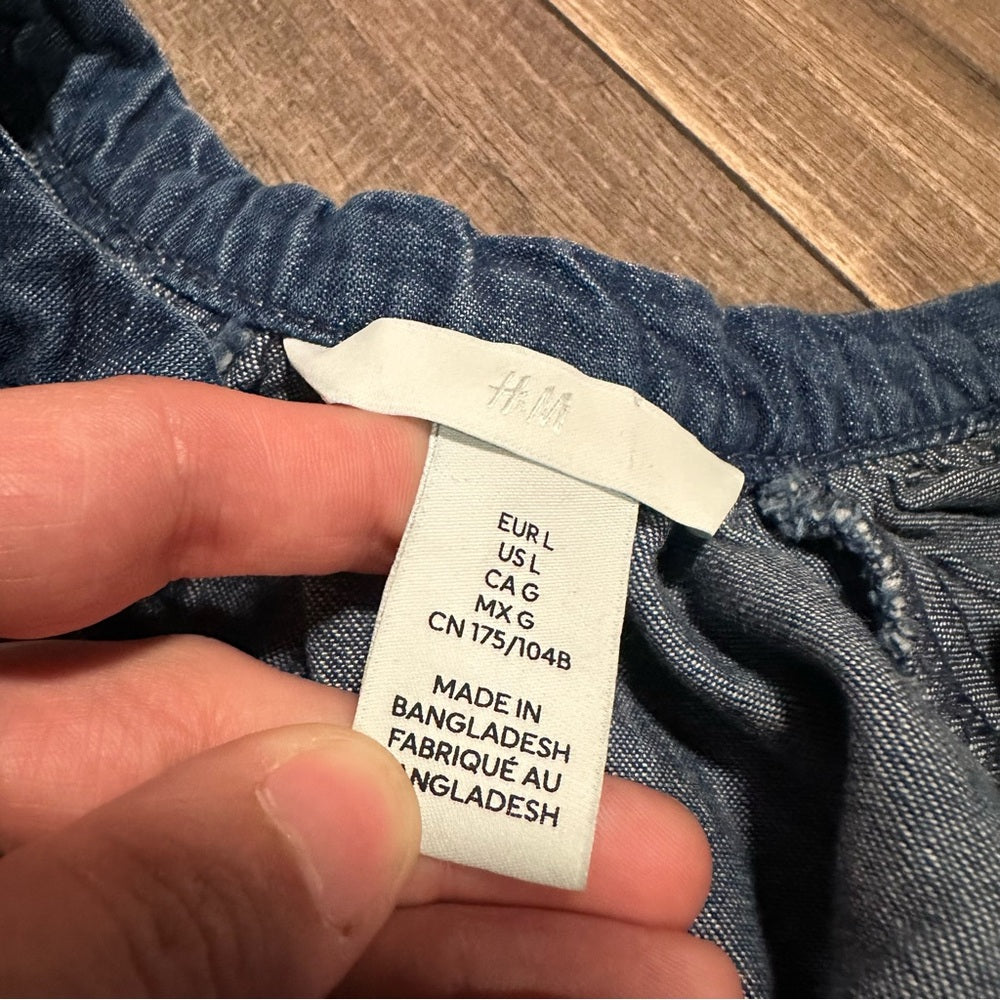 H&M
EUR L
US L
CA G
MX G
CN 175/104B
MADE IN
BANGLADESH
FABRIQUÉ AU
ANGLADESH